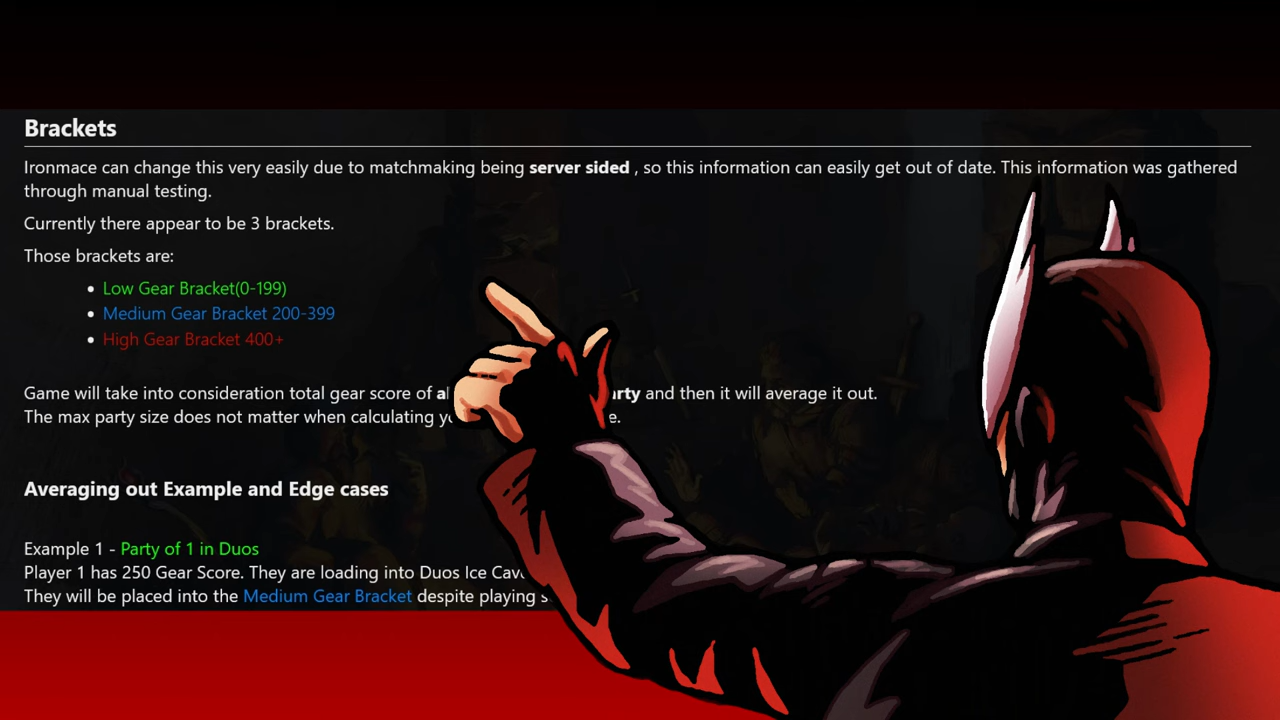 Brackets
Ironmace can change this very easily due to matchmaking being server sided , so this information can easily get out of date. This information was gathered
through manual testing.
Currently there appear to be 3 brackets.
Those brackets are:
Low Gear Bracket(0-199)
Medium Gear Bracket 200-399
High Gear Bracket 400+
Game will take into consideration total gear score of and then it will average it out.
The max party size does not matter when calculating
Averaging out Example and Edge cases
Example 1 - Party of 1 in Duos
Player 1 has 250 Gear Score. They are loading into Duos Ice
They will be placed into the Medium Gear Bracket despite playing